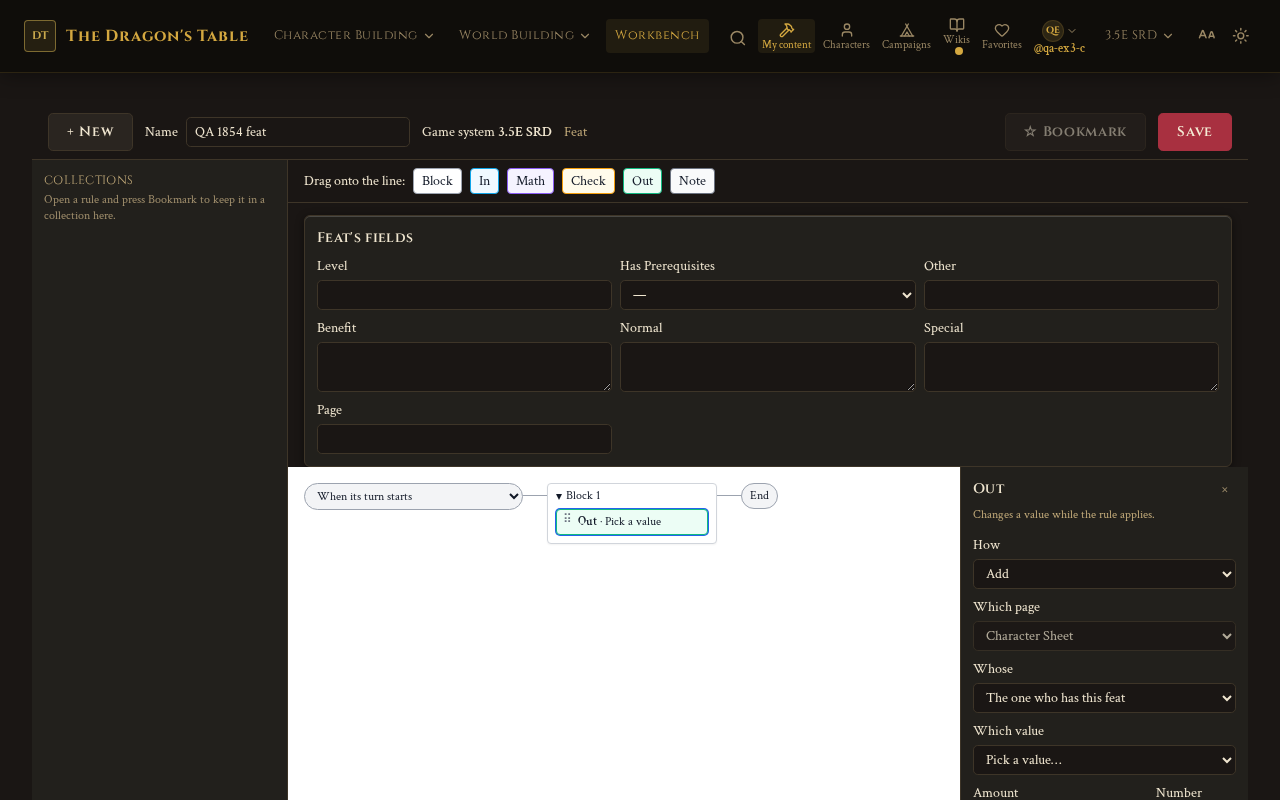 DT The Dragon's Table Character Building World Building Workbench My content Characters Campaigns Wikis Favorites QE @qa-ex3-c 3.5E SRD AA
+ New Name QA 1854 feat Game system 3.5E SRD Feat ☆ Bookmark Save
Collections
Open a rule and press Bookmark to keep it in a
collection here.
Drag onto the line: Block In Math Check Out Note
Feat's fields
Level Has Prerequisites Other
—
Benefit Normal Special
Page
When its turn starts ▾ Block 1 End
Out · Pick a value
Out ×
Changes a value while the rule applies.
How
Add
Which page
Character Sheet
Whose
The one who has this feat
Which value
Pick a value...
Amount Number